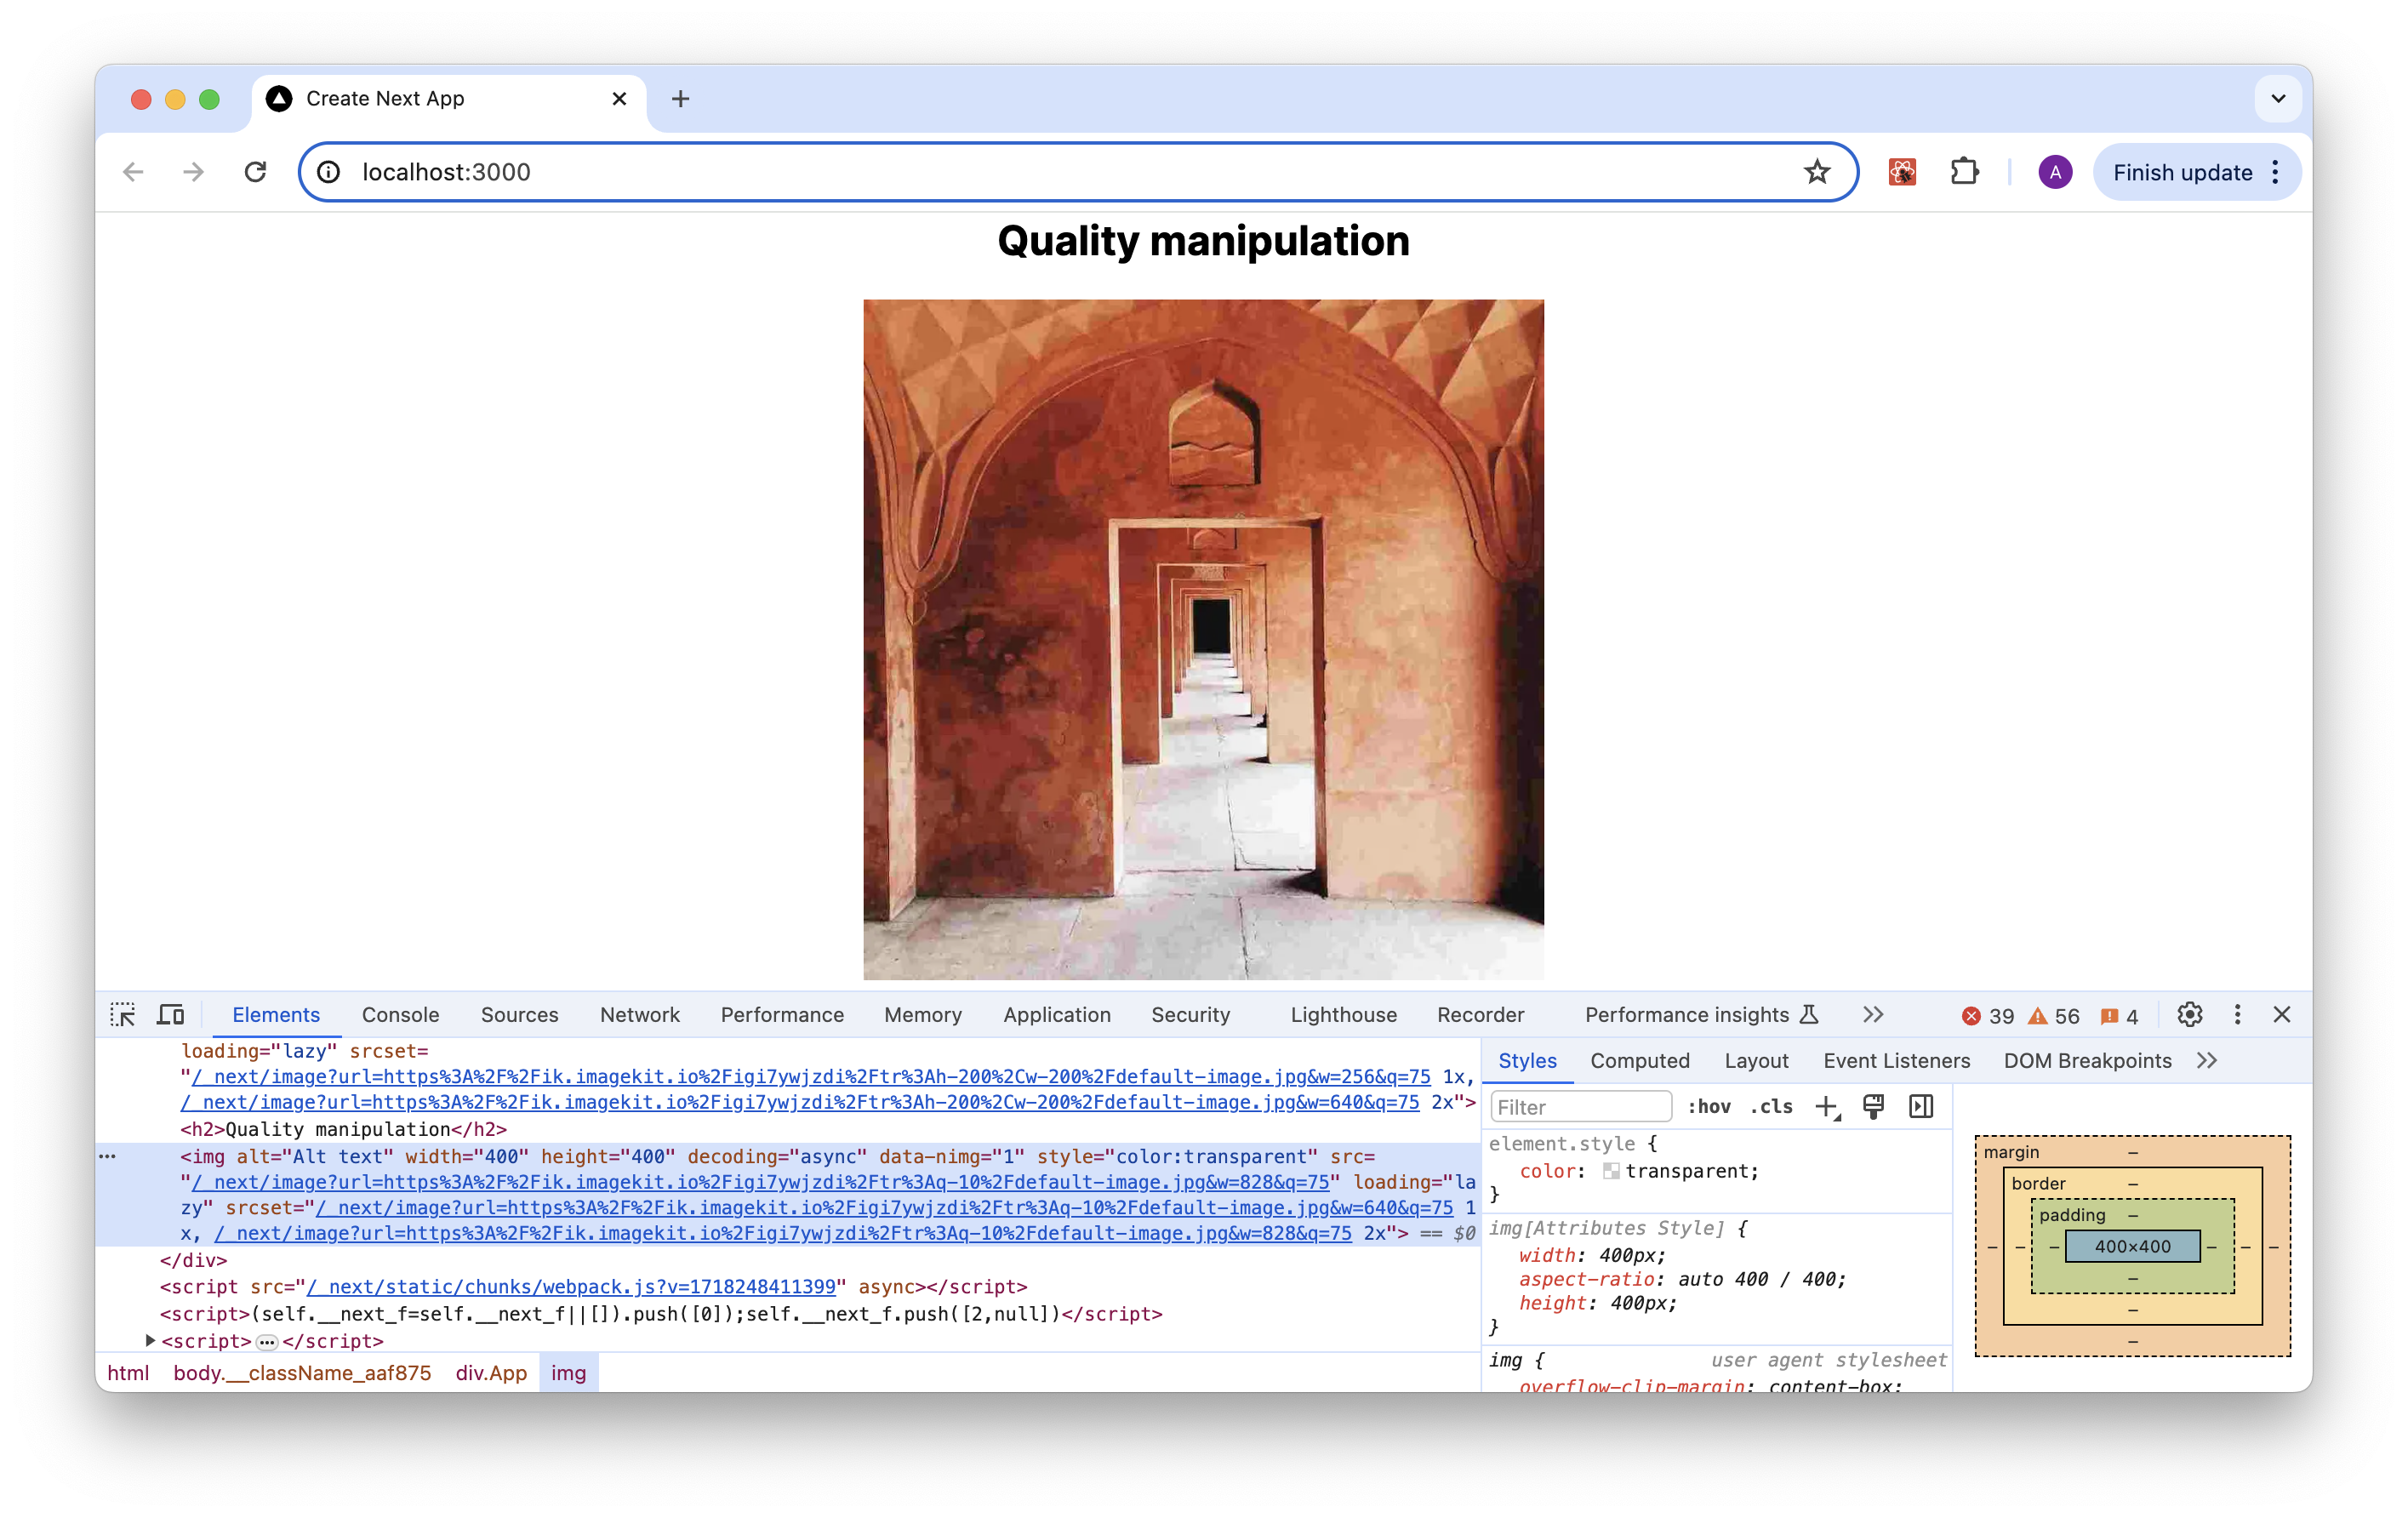 Create Next App
localhost:3000
A
Finish update
Quality manipulation
Elements Console Sources Network Performance Memory Application Security Lighthouse Recorder Performance insights 39 56 4
loading="lazy" srcset=
"/_next/image?url=https%3A%2F%2Fik.imagekit.io%2Figi7ywjzdi%2Ftr%3Ah-200%2Cw-200%2Fdefault-image.jpg&w=256&q=75 1x,
/_next/image?url=https%3A%2F%2Fik.imagekit.io%2Figi7ywjzdi%2Ftr%3Ah-200%2Cw-200%2Fdefault-image.jpg&w=640&q=75 2x">
<h2>Quality manipulation</h2>
<img alt="Alt text" width="400" height="400" decoding="async" data-nimg="1" style="color:transparent" src=
"/_next/image?url=https%3A%2F%2Fik.imagekit.io%2Figi7ywjzdi%2Ftr%3Aq-10%2Fdefault-image.jpg&w=828&q=75" loading="la
zy" srcset="/_next/image?url=https%3A%2F%2Fik.imagekit.io%2Figi7ywjzdi%2Ftr%3Aq-10%2Fdefault-image.jpg&w=640&q=75 1
x, /_next/image?url=https%3A%2F%2Fik.imagekit.io%2Figi7ywjzdi%2Ftr%3Aq-10%2Fdefault-image.jpg&w=828&q=75 2x"> == $0
</div>
<script src="/_next/static/chunks/webpack.js?v=1718248411399" async></script>
<script>(self.__next_f=self.__next_f||[]).push([0]);self.__next_f.push([2,null])</script>
<script>…</script>
html body.__className_aaf875 div.App img
Styles Computed Layout Event Listeners DOM Breakpoints
Filter :hov .cls
element.style {
color: transparent;
}
img[Attributes Style] {
width: 400px;
aspect-ratio: auto 400 / 400;
height: 400px;
}
img { user agent stylesheet
overflow-clip-margin: content-box;
margin –
border –
padding –
– – – 400×400 – – –
–
–
–